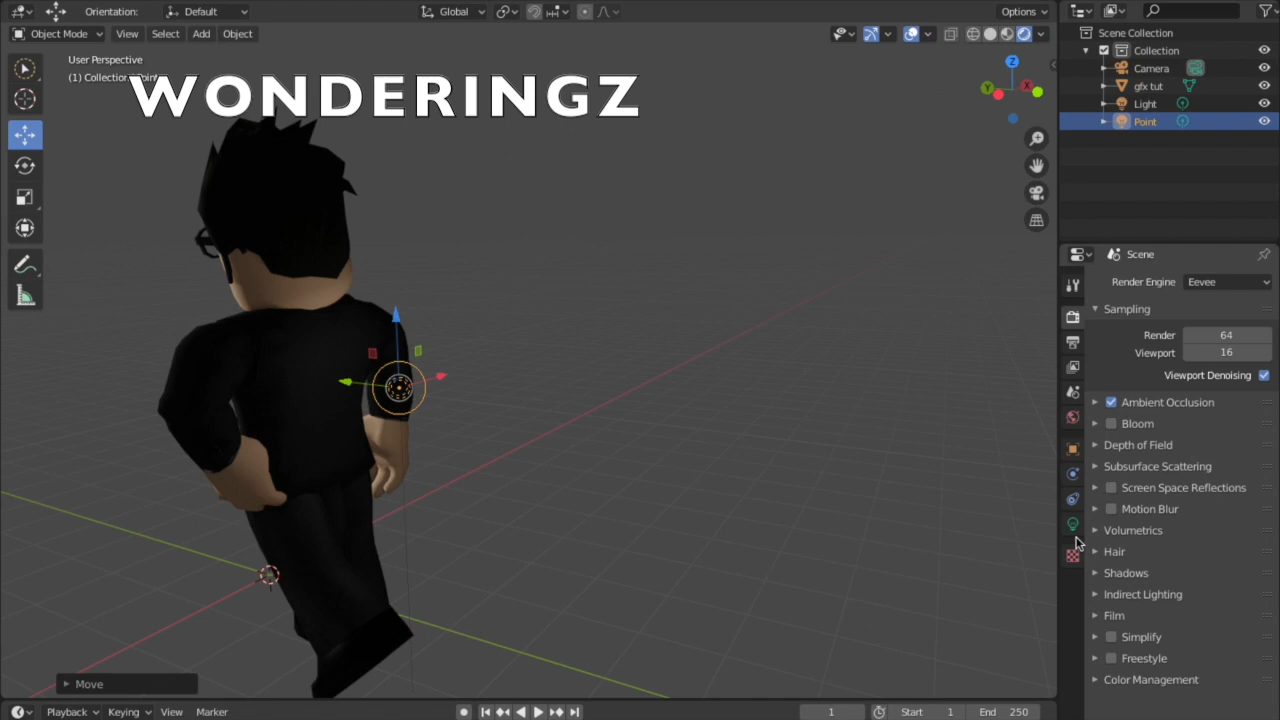 Orientation: Default Global Options
Object Mode View Select Add Object
User Perspective
(1) Collection | Point
WONDERINGZ
Z
Y
X
Move
Playback Keying View Marker 1 Start 1 End 250
Scene Collection
Collection
Camera
gfx tut
Light
Point
Scene
Render Engine Eevee
Sampling
Render 64
Viewport 16
Viewport Denoising
Ambient Occlusion
Bloom
Depth of Field
Subsurface Scattering
Screen Space Reflections
Motion Blur
Volumetrics
Hair
Shadows
Indirect Lighting
Film
Simplify
Freestyle
Color Management